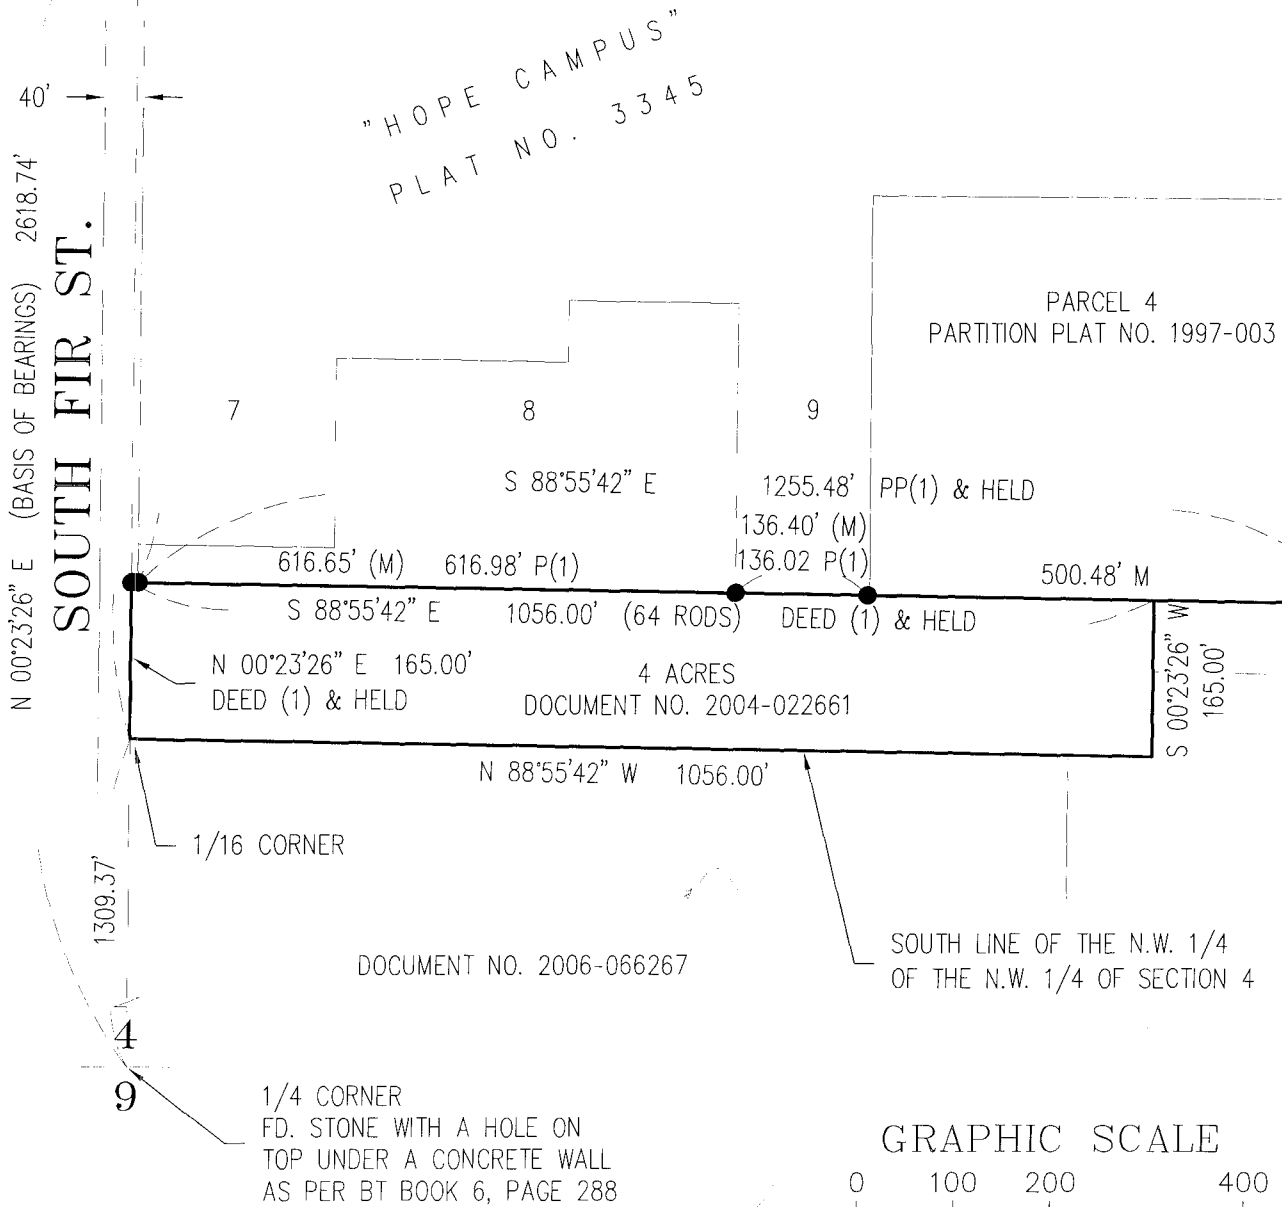 "HOPE CAMPUS"
PLAT NO. 3345
40'
N 00°23'26" E (BASIS OF BEARINGS) 2618.74'
SOUTH FIR ST.
PARCEL 4
PARTITION PLAT NO. 1997-003
7
8
9
S 88°55'42" E 1255.48' PP(1) & HELD
136.40' (M)
136.02 P(1)
616.65' (M) 616.98' P(1)
500.48' M
S 88°55'42" E 1056.00' (64 RODS) DEED (1) & HELD
N 00°23'26" E 165.00'
DEED (1) & HELD
4 ACRES
DOCUMENT NO. 2004-022661
S 00°23'26" W
165.00'
N 88°55'42" W 1056.00'
1/16 CORNER
1309.37'
SOUTH LINE OF THE N.W. 1/4
OF THE N.W. 1/4 OF SECTION 4
DOCUMENT NO. 2006-066267
4
9
1/4 CORNER
FD. STONE WITH A HOLE ON
TOP UNDER A CONCRETE WALL
AS PER BT BOOK 6, PAGE 288
GRAPHIC SCALE
0 100 200 400